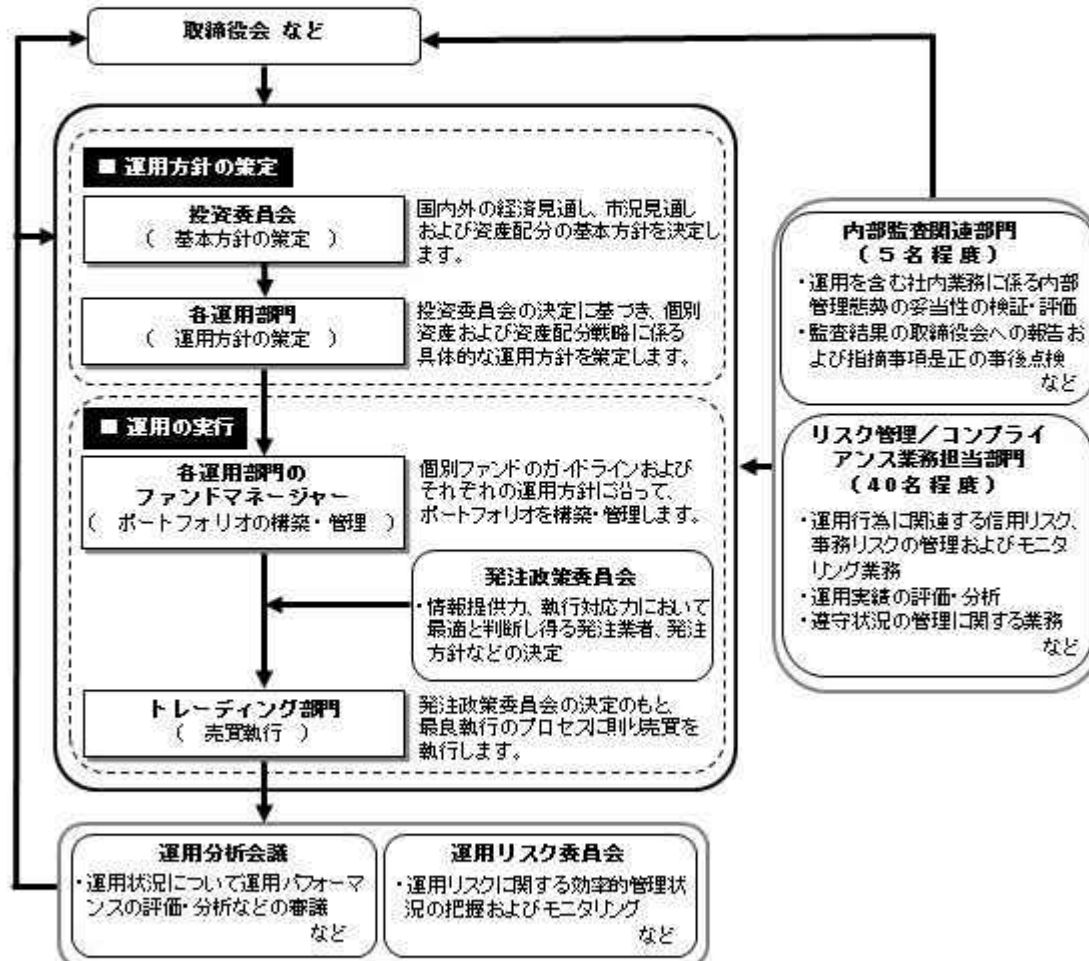 取締役会 など
■ 運用方針の策定
投資委員会
( 基本方針の策定 )
国内外の経済見通し、市況見通し
および資産配分の基本方針を決定し
ます。
各運用部門
( 運用方針の策定 )
投資委員会の決定に基づき、個別
資産および資産配分戦略に係る
具体的な運用方針を策定します。
■ 運用の実行
各運用部門の
ファンドマネージャー
( ポートフォリオの構築・管理 )
個別ファンドのガイドラインおよび
それぞれの運用方針に沿って、
ポートフォリオを構築・管理します。
発注政策委員会
・情報提供力、執行対応力において
最適と判断し得る発注業者、発注
方針などの決定
トレーディング部門
( 売買執行 )
発注政策委員会の決定のもと、
最良執行のプロセスに則り売買を
執行します。
内部監査関連部門
(5名程度)
・運用を含む社内業務に係る内部
管理態勢の妥当性の検証・評価
・監査結果の取締役会への報告お
よび指摘事項是正の事後点検
など
リスク管理／コンプライ
アンス業務担当部門
(40名程度)
・運用行為に関連する信用リスク、
事務リスクの管理およびモニタ
リング業務
・運用実績の評価・分析
・遵守状況の管理に関する業務
など
運用分析会議
・運用状況について運用パフォーマ
ンスの評価・分析などの審議
など
運用リスク委員会
・運用リスクに関する効率的管理状
況の把握およびモニタリング
など